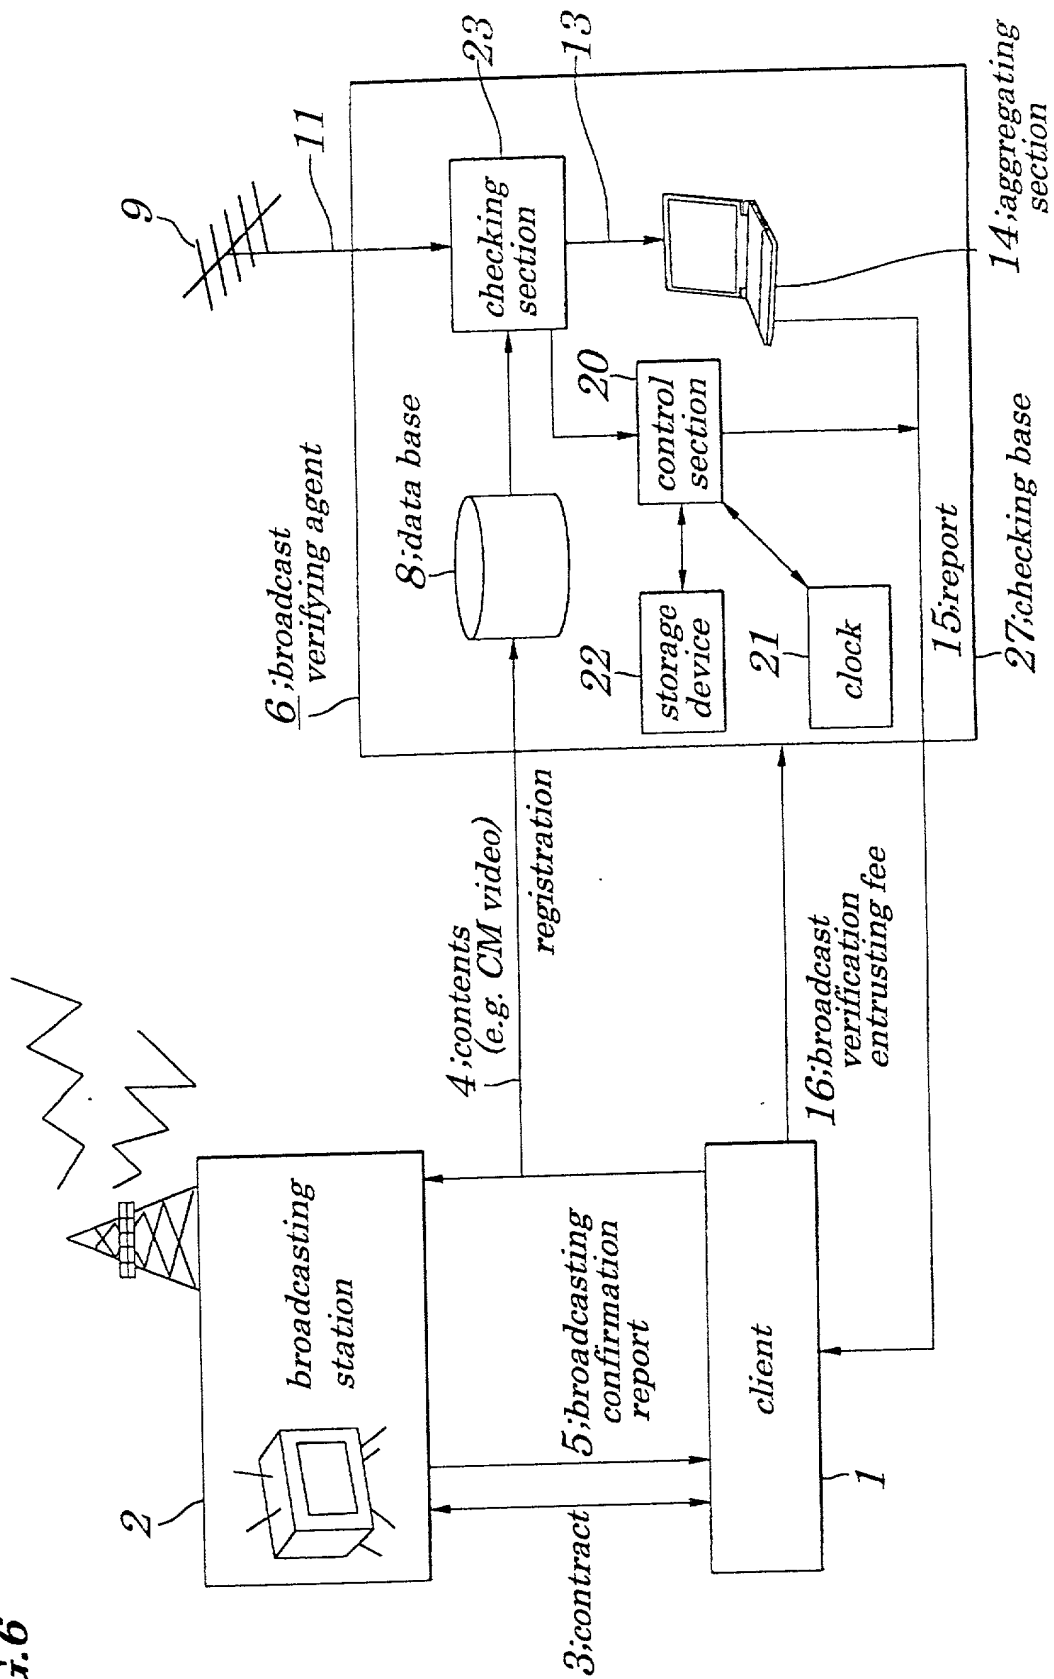 2
broadcasting
station
3;contract
5;broadcasting
confirmation
report
1
client
4;contents
(e.g. CM video)
registration
16;broadcast
verification
entrusting fee
6;broadcast
verifying agent
8;data base
9
11
23
checking
section
13
20
control
section
22
storage
device
21
clock
14;aggregating
section
15;report
27;checking base